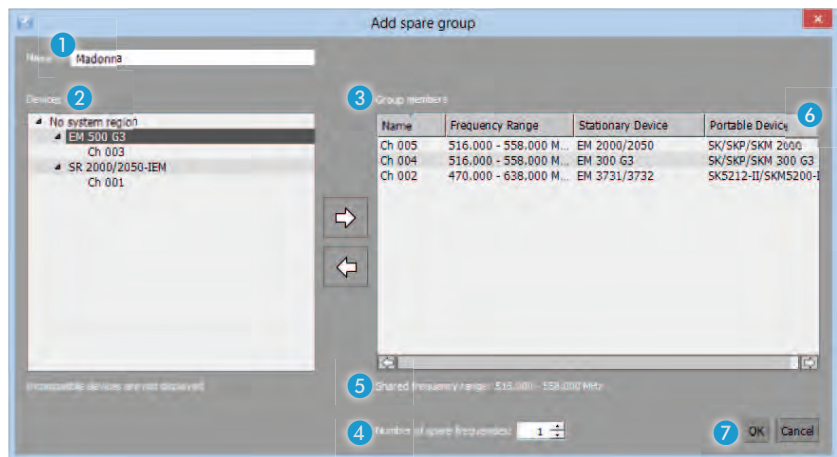 Add spare group
1
Name Madonna
Devices 2
3 Group members
6
No system region
EM 500 G3
Ch 003
SR 2000/2050-IEM
Ch 001
Name Frequency Range Stationary Device Portable Device
Ch 005 516.000 - 558.000 M... EM 2000/2050 SK/SKP/SKM 2000
Ch 004 516.000 - 558.000 M... EM 300 G3 SK/SKP/SKM 300 G3
Ch 002 470.000 - 638.000 M... EM 3731/3732 SK5212-II/SKM5200-I
Incompatible devices are not displayed
5 Shared frequency range: 516.000 - 558.000 MHz
4 Number of spare frequencies: 1
7 OK Cancel